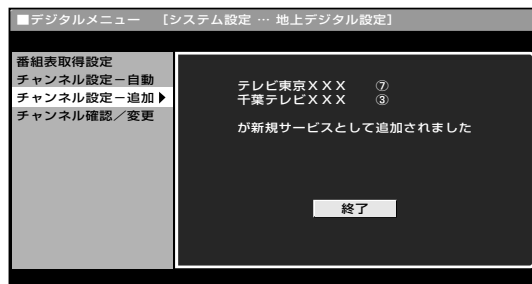 ■デジタルメニュー [システム設定 … 地上デジタル設定]
番組表取得設定
チャンネル設定－自動
チャンネル設定－追加▶
チャンネル確認／変更
テレビ東京XXX ⑦
千葉テレビXXX ③
が新規サービスとして追加されました
終了